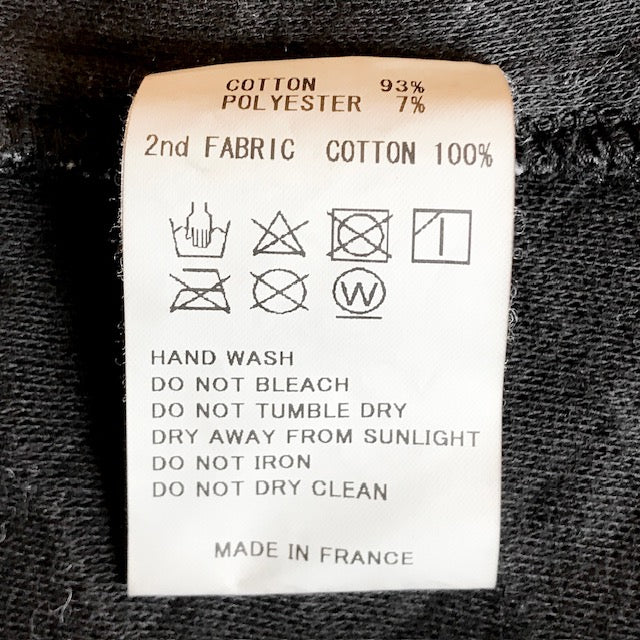 COTTON 93%
POLYESTER 7%
2nd FABRIC COTTON 100%
W
HAND WASH
DO NOT BLEACH
DO NOT TUMBLE DRY
DRY AWAY FROM SUNLIGHT
DO NOT IRON
DO NOT DRY CLEAN
MADE IN FRANCE